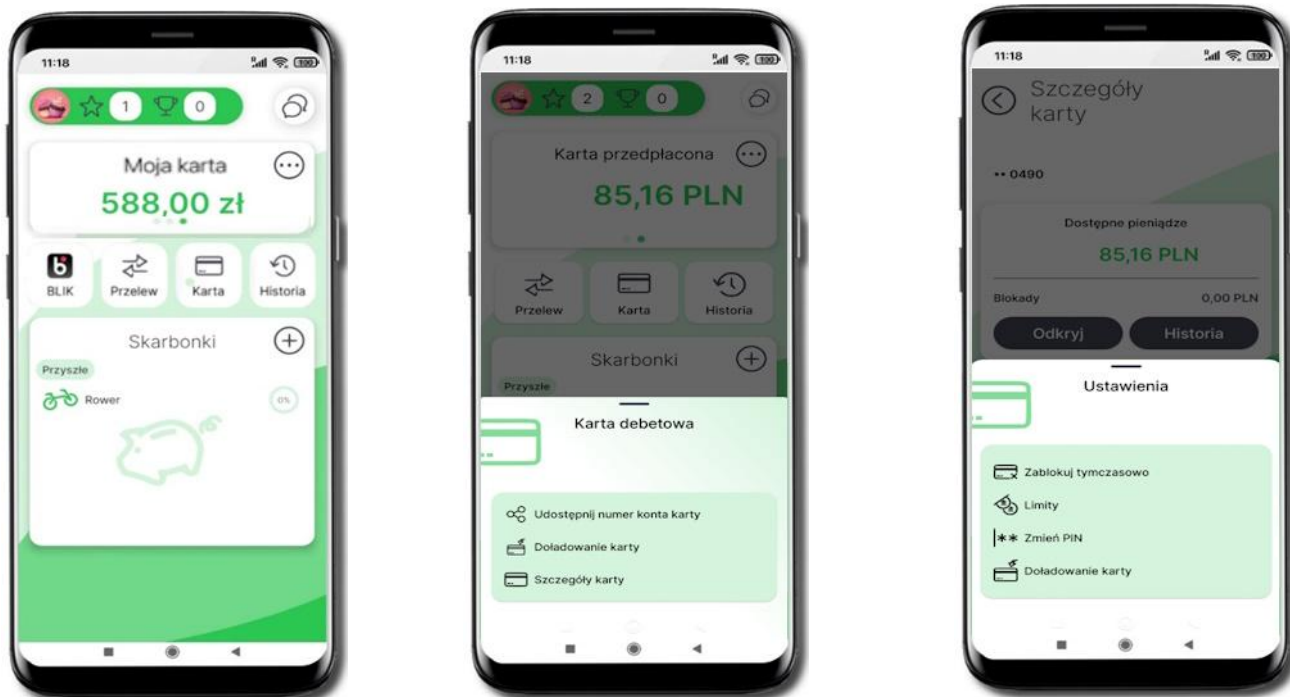 11:18
100
1
0
Moja karta
588,00 zł
BLIK
Przelew
Karta
Historia
Skarbonki
Przyszłe
Rower
0%
11:18
100
2
0
Karta przedpłacona
85,16 PLN
Przelew
Karta
Historia
Skarbonki
Przyszłe
Karta debetowa
Udostępnij numer konta karty
Doładowanie karty
Szczegóły karty
11:18
100
Szczegóły
karty
•• 0490
Dostępne pieniądze
85,16 PLN
Blokady
0,00 PLN
Odkryj
Historia
Ustawienia
Zablokuj tymczasowo
Limity
Zmień PIN
Doładowanie karty